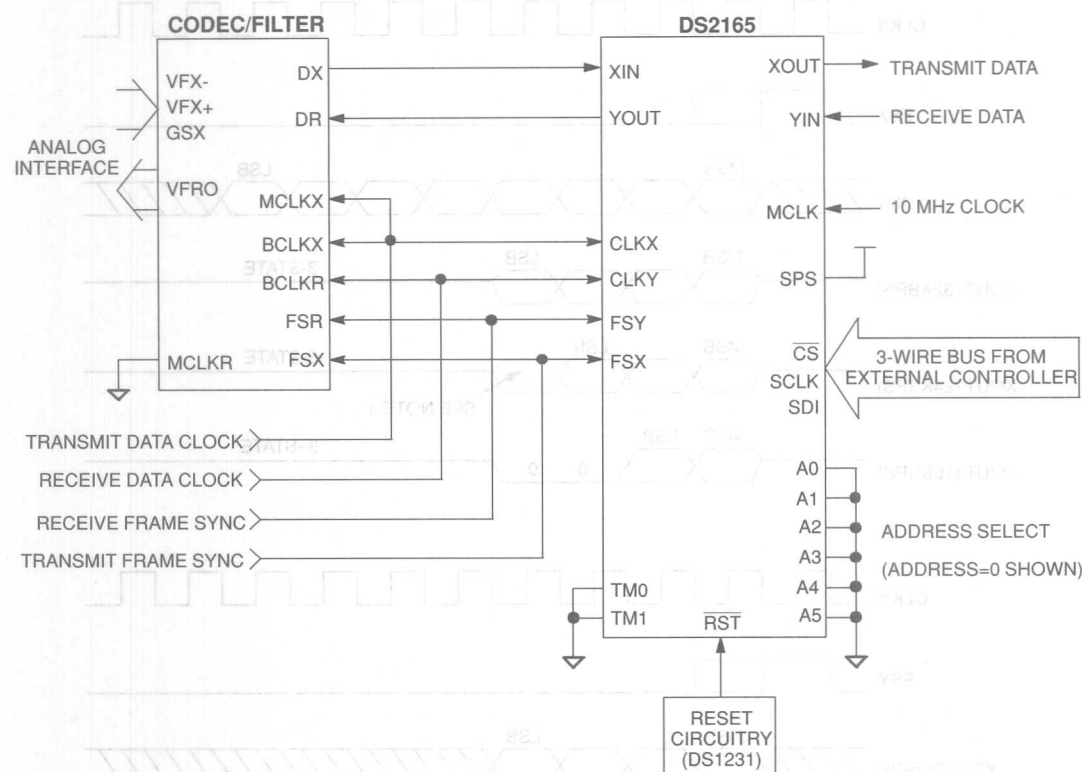 CODEC/FILTER
DS2165
VFX-
VFX+
GSX
ANALOG
INTERFACE
VFRO
DX
DR
MCLKX
BCLKX
BCLKR
FSR
MCLKR
FSX
XIN
YOUT
CLKX
CLKY
FSY
FSX
XOUT
TRANSMIT DATA
YIN
RECEIVE DATA
MCLK
10 MHz CLOCK
SPS
CS
SCLK
SDI
3-WIRE BUS FROM
EXTERNAL CONTROLLER
TRANSMIT DATA CLOCK
RECEIVE DATA CLOCK
RECEIVE FRAME SYNC
TRANSMIT FRAME SYNC
A0
A1
A2
A3
A4
A5
ADDRESS SELECT
(ADDRESS=0 SHOWN)
TM0
TM1
RST
RESET
CIRCUITRY
(DS1231)